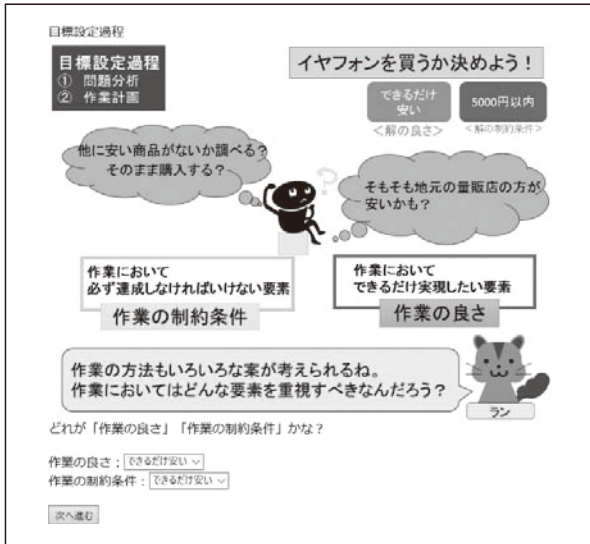 目標設定過程
目標設定過程
① 問題分析
② 作業計画
イヤフォンを買うか決めよう！
できるだけ
安い
＜解の良さ＞
5000円以内
＜解の制約条件＞
他に安い商品がないか調べる？
そのまま購入する？
？
そもそも地元の量販店の方が
安いかも？
作業において
必ず達成しなければいけない要素
作業の制約条件
作業において
できるだけ実現したい要素
作業の良さ
作業の方法もいろいろな案が考えられるね。
作業においてはどんな要素を重視すべきなんだろう？
ラン
どれが「作業の良さ」「作業の制約条件」かな？
作業の良さ：できるだけ安い
作業の制約条件：できるだけ安い
次へ進む